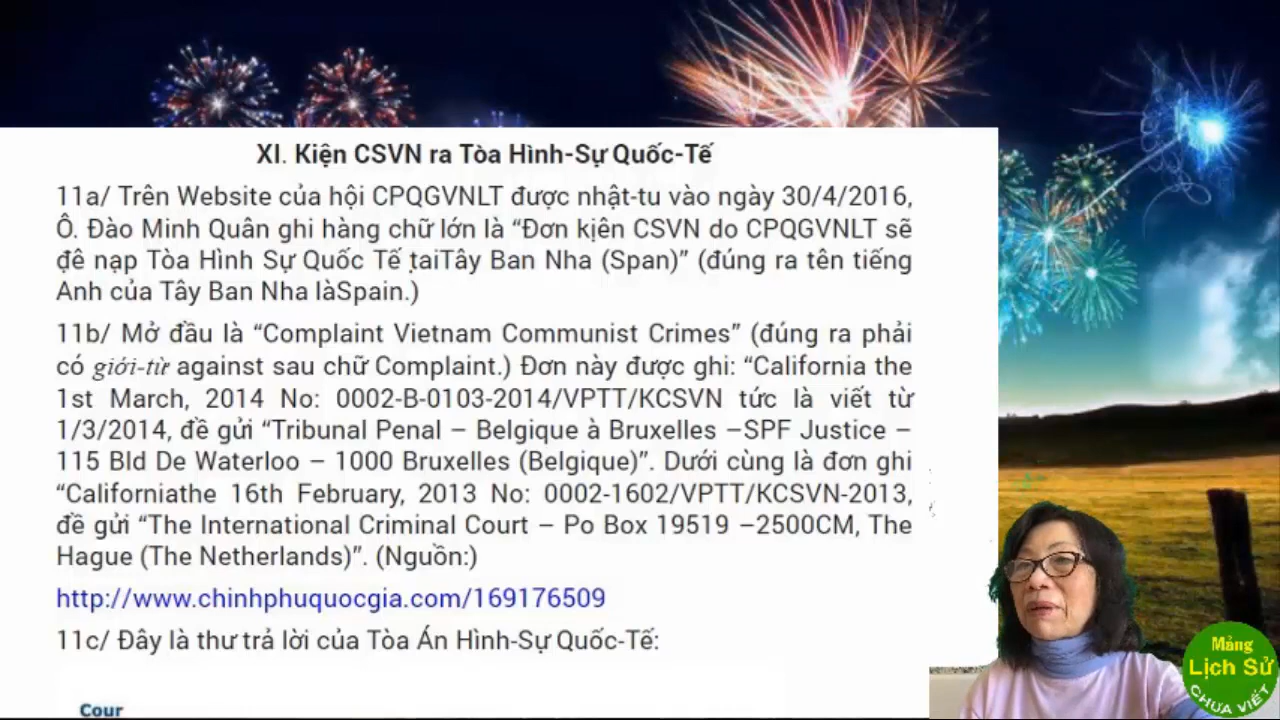 XI. Kiện CSVN ra Tòa Hình-Sự Quốc-Tế
11a/ Trên Website của hội CPQGVNLT được nhật-tu vào ngày 30/4/2016,
Ô. Đào Minh Quân ghi hàng chữ lớn là “Đơn kịên CSVN do CPQGVNLT sẽ
đệ nạp Tòa Hình Sự Quốc Tế ṭaiTây Ban Nha (Span)” (đúng ra tên tiếng
Anh của Tây Ban Nha làSpain.)
11b/ Mở đầu là “Complaint Vietnam Communist Crimes” (đúng ra phải
có giới-từ against sau chữ Complaint.) Đơn này được ghi: “California the
1st March, 2014 No: 0002-B-0103-2014/VPTT/KCSVN tức là viết từ
1/3/2014, đề gửi “Tribunal Penal – Belgique à Bruxelles –SPF Justice –
115 Bld De Waterloo – 1000 Bruxelles (Belgique)”. Dưới cùng là đơn ghi
“Californiathe 16th February, 2013 No: 0002-1602/VPTT/KCSVN-2013,
đề gửi “The International Criminal Court – Po Box 19519 –2500CM, The
Hague (The Netherlands)”. (Nguồn:)
http://www.chinhphuquocgia.com/169176509
11c/ Đây là thư trả lời của Tòa Án Hình-Sự Quốc-Tế:
Cour
Mảng
Lịch Sử
CHƯA VIẾT